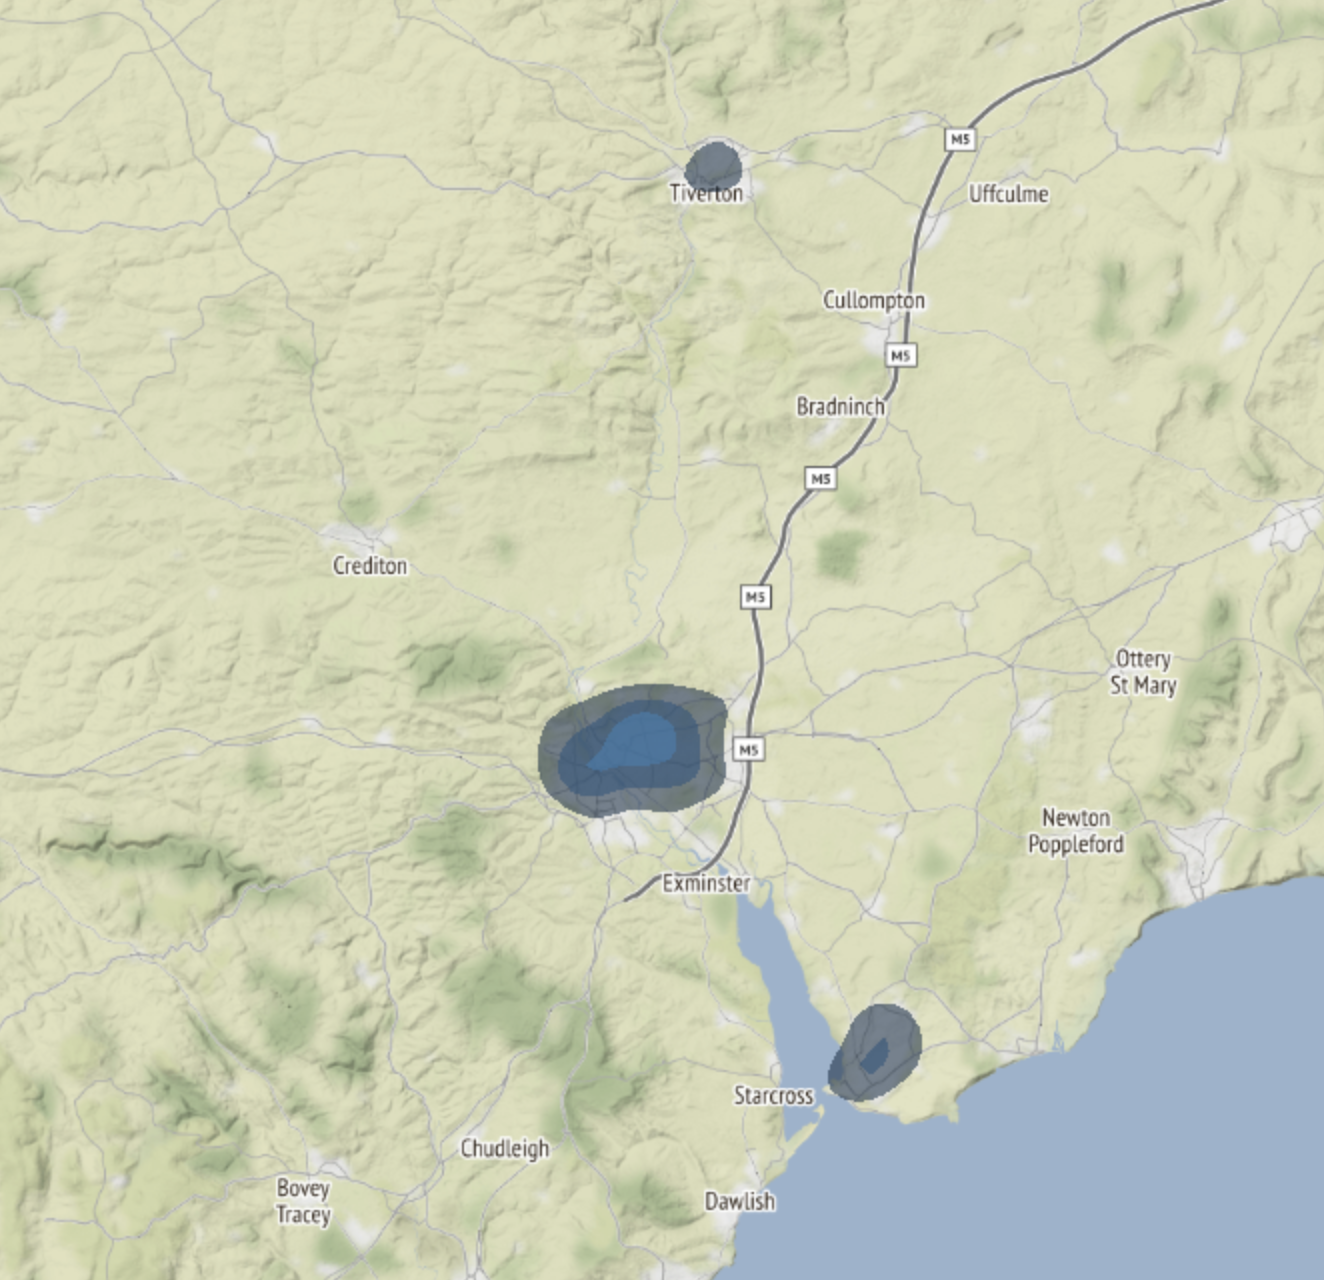 M5
Tiverton
Uffculme
Cullompton
M5
Bradninch
M5
Crediton
M5
Ottery
St Mary
M5
Newton
Poppleford
Exminster
Starcross
Chudleigh
Bovey
Tracey
Dawlish